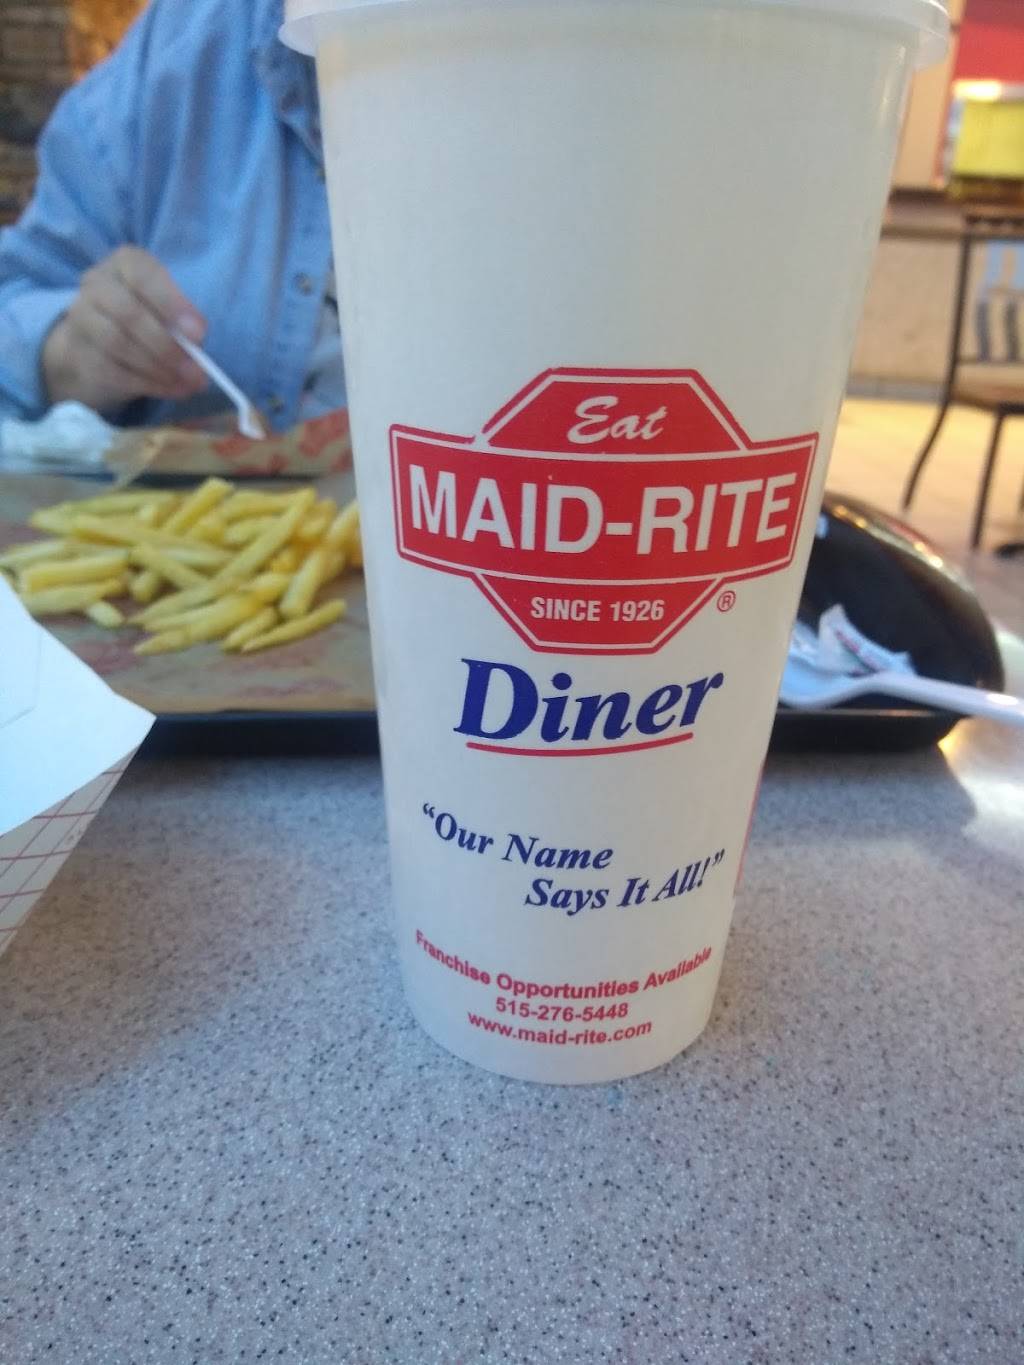 Eat
MAID-RITE
SINCE 1926
®
Diner
"Our Name
Says It All!"
Franchise Opportunities Available
515-276-5448
www.maid-rite.com